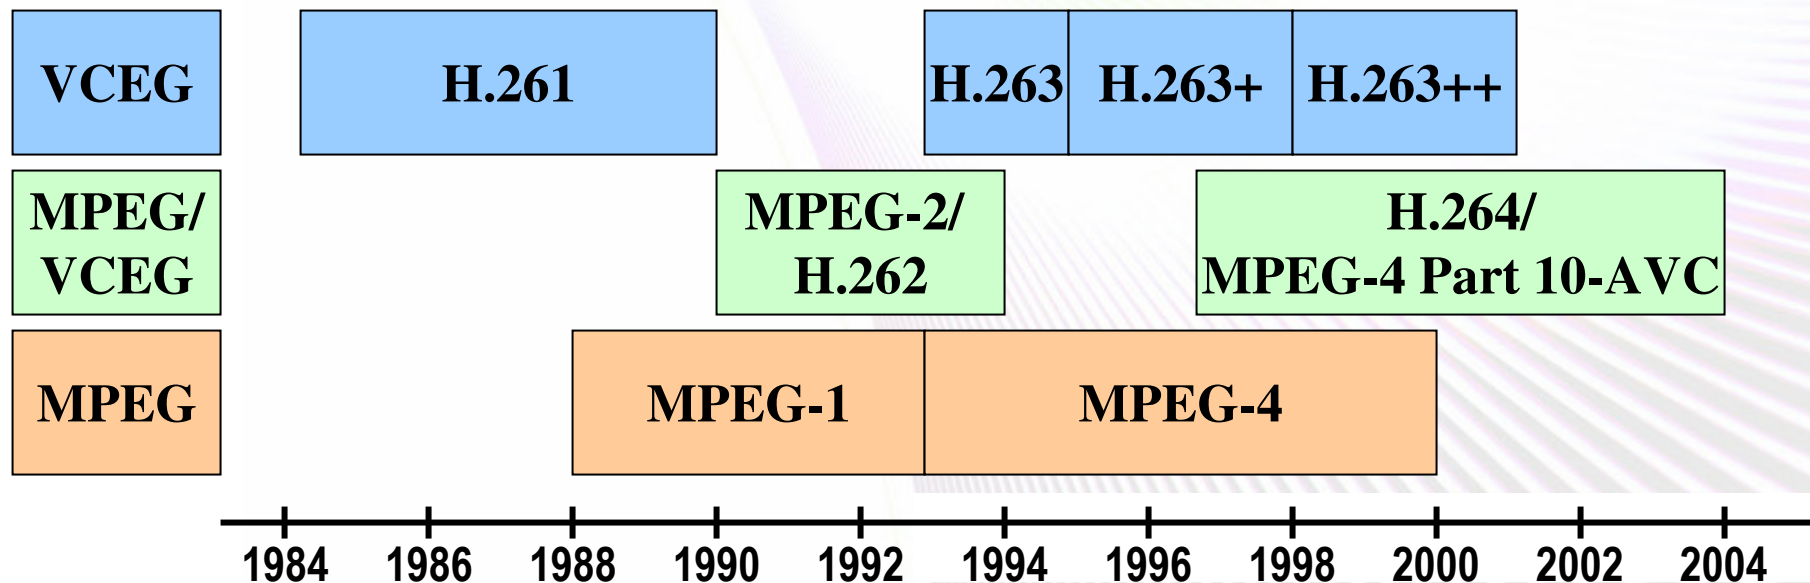 VCEG
H.261
H.263
H.263+
H.263++
MPEG/
VCEG
MPEG-2/
H.262
H.264/
MPEG-4 Part 10-AVC
MPEG
MPEG-1
MPEG-4
1984 1986 1988 1990 1992 1994 1996 1998 2000 2002 2004